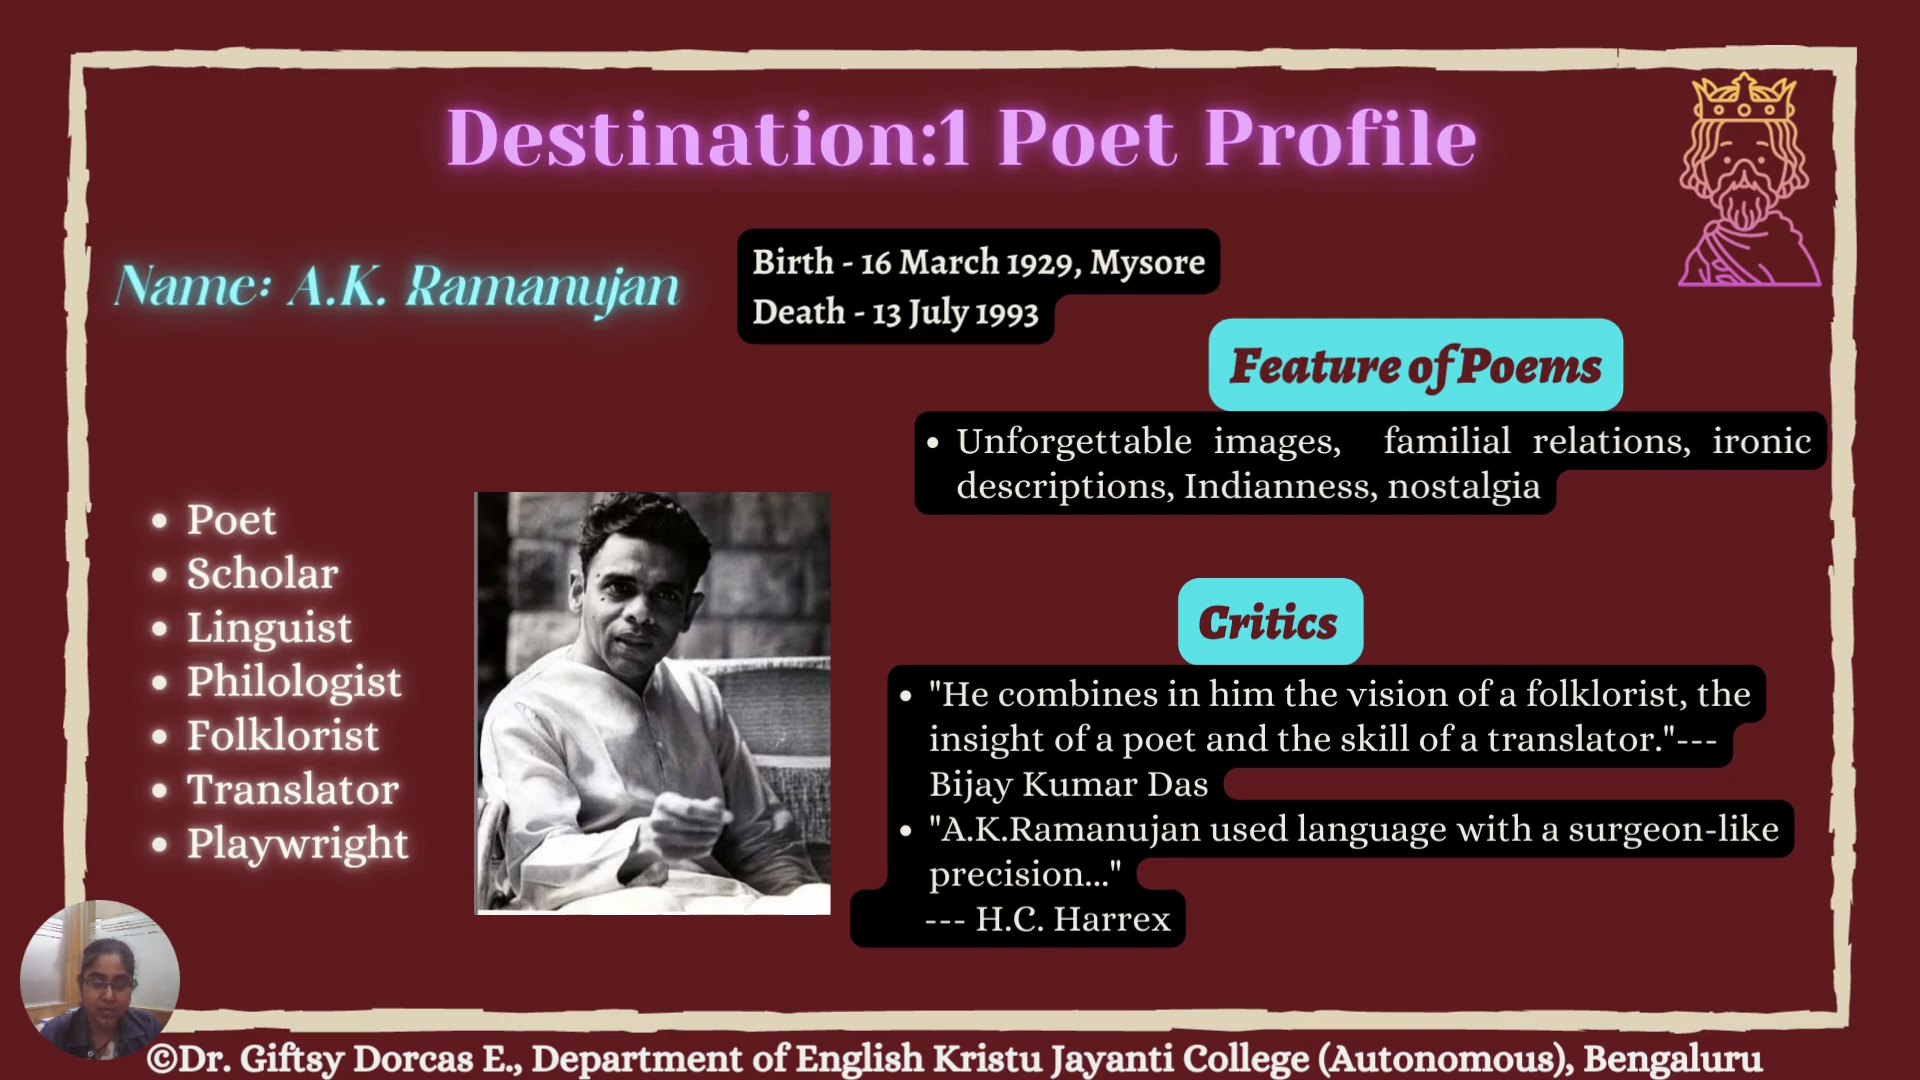 Destination:1 Poet Profile
Name: A.K. Ramanujan
Birth - 16 March 1929, Mysore
Death - 13 July 1993
Feature of Poems
• Unforgettable images, familial relations, ironic
descriptions, Indianness, nostalgia
• Poet
• Scholar
• Linguist
• Philologist
• Folklorist
• Translator
• Playwright
Critics
• "He combines in him the vision of a folklorist, the
insight of a poet and the skill of a translator."---
Bijay Kumar Das
• "A.K.Ramanujan used language with a surgeon-like
precision..."
--- H.C. Harrex
©Dr. Giftsy Dorcas E., Department of English Kristu Jayanti College (Autonomous), Bengaluru